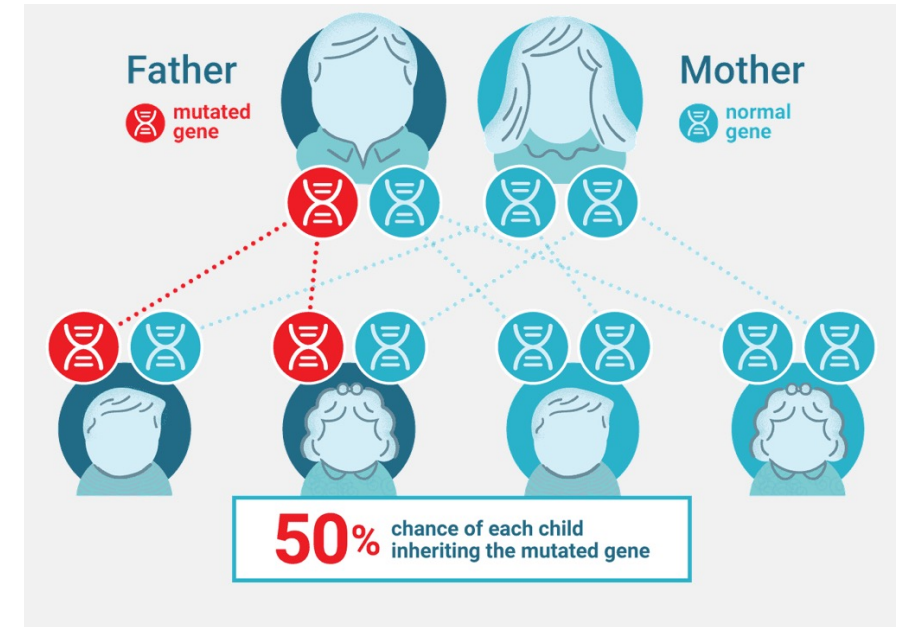 Father
mutated
gene
Mother
normal
gene
50% chance of each child
inheriting the mutated gene